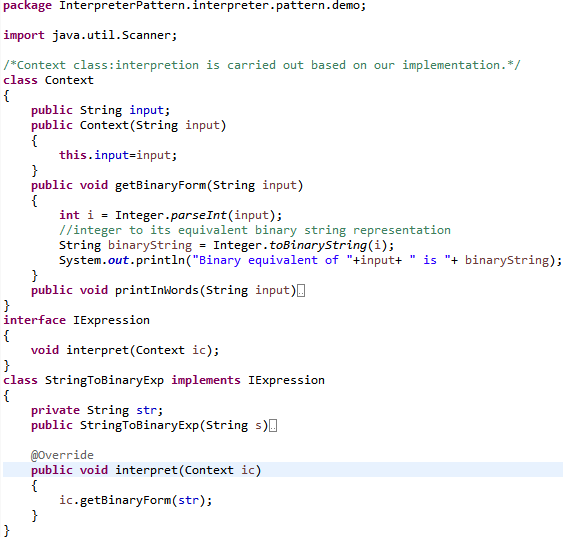 package InterpreterPattern.interpreter.pattern.demo;
import java.util.Scanner;
/*Context class:interpretion is carried out based on our implementation.*/
class Context
{
public String input;
public Context(String input)
{
this.input=input;
}
public void getBinaryForm(String input)
{
int i = Integer.parseInt(input);
//integer to its equivalent binary string representation
String binaryString = Integer.toBinaryString(i);
System.out.println("Binary equivalent of "+input+ " is "+ binaryString);
}
public void printInWords(String input)
}
interface IExpression
{
void interpret(Context ic);
}
class StringToBinaryExp implements IExpression
{
private String str;
public StringToBinaryExp(String s)
@Override
public void interpret(Context ic)
{
ic.getBinaryForm(str);
}
}